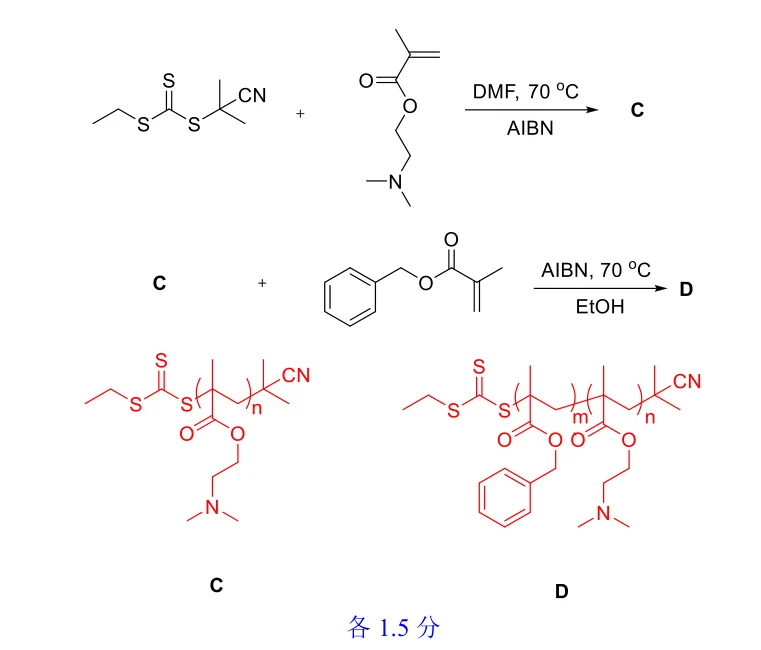 S
S S CN
+
O
O
N
DMF, 70 °C
AIBN
C
C
+
O
O
AIBN, 70 °C
EtOH
D
S
S S ( ) n CN
O O
N
S
S S ( ) m ( ) n CN
O O O O
N
C
D
各 1.5 分